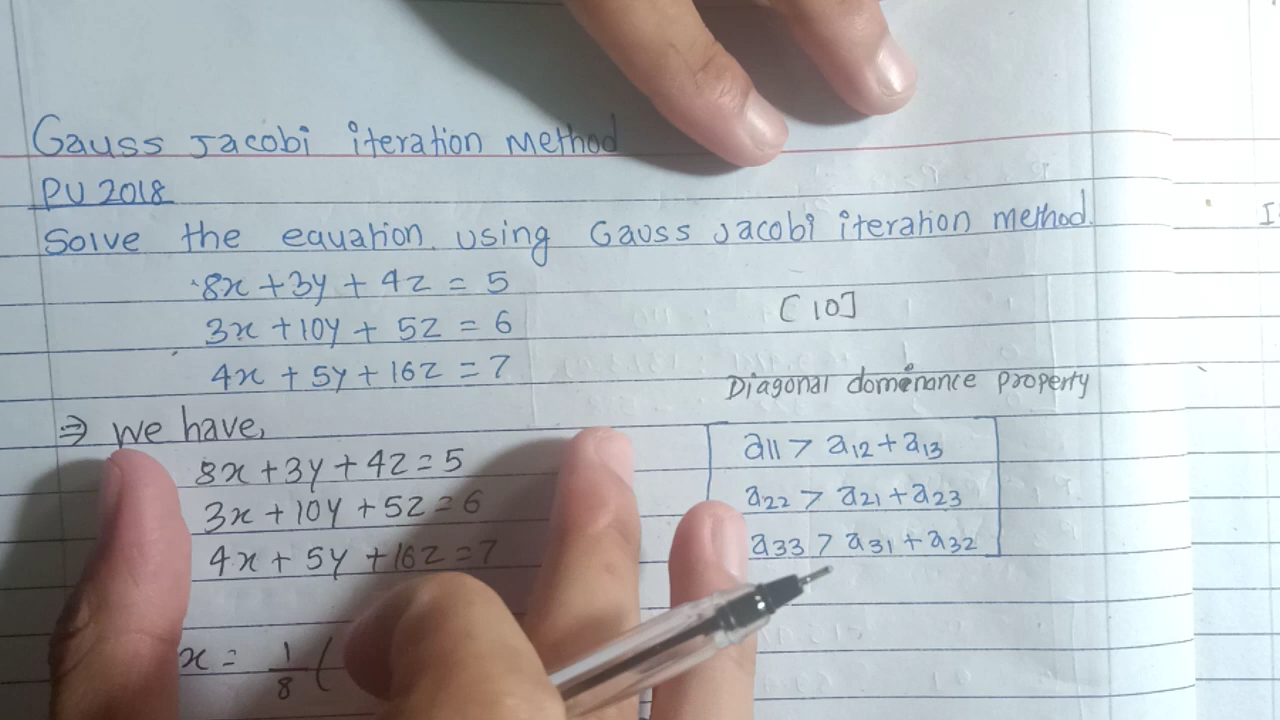 Gauss Jacobi iteration method
PU 2018
Solve the equation. using Gauss Jacobi iteration method.
8x + 3y + 4z = 5
[10]
3x + 10y + 5z = 6
4x + 5y + 16z = 7
Diagonal dominance property
⇒ we have,
a11 > a12 + a13
8x + 3y + 4z = 5
a22 > a21 + a23
3x + 10y + 5z = 6
a33 > a31 + a32
4x + 5y + 16z = 7
x = 1/8 (